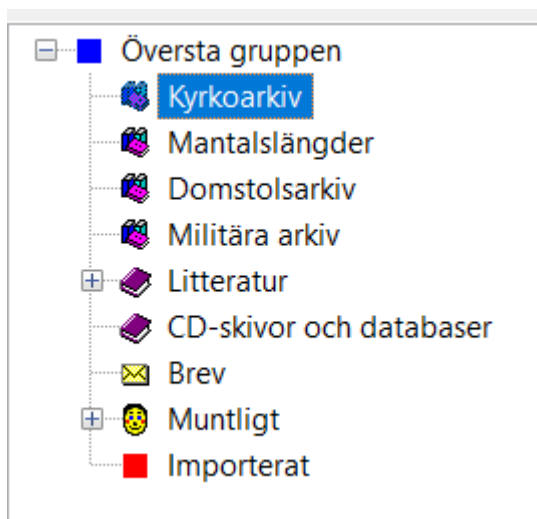 Översta gruppen
Kyrkoarkiv
Mantalslängder
Domstolsarkiv
Militära arkiv
Litteratur
CD-skivor och databaser
Brev
Muntligt
Importerat